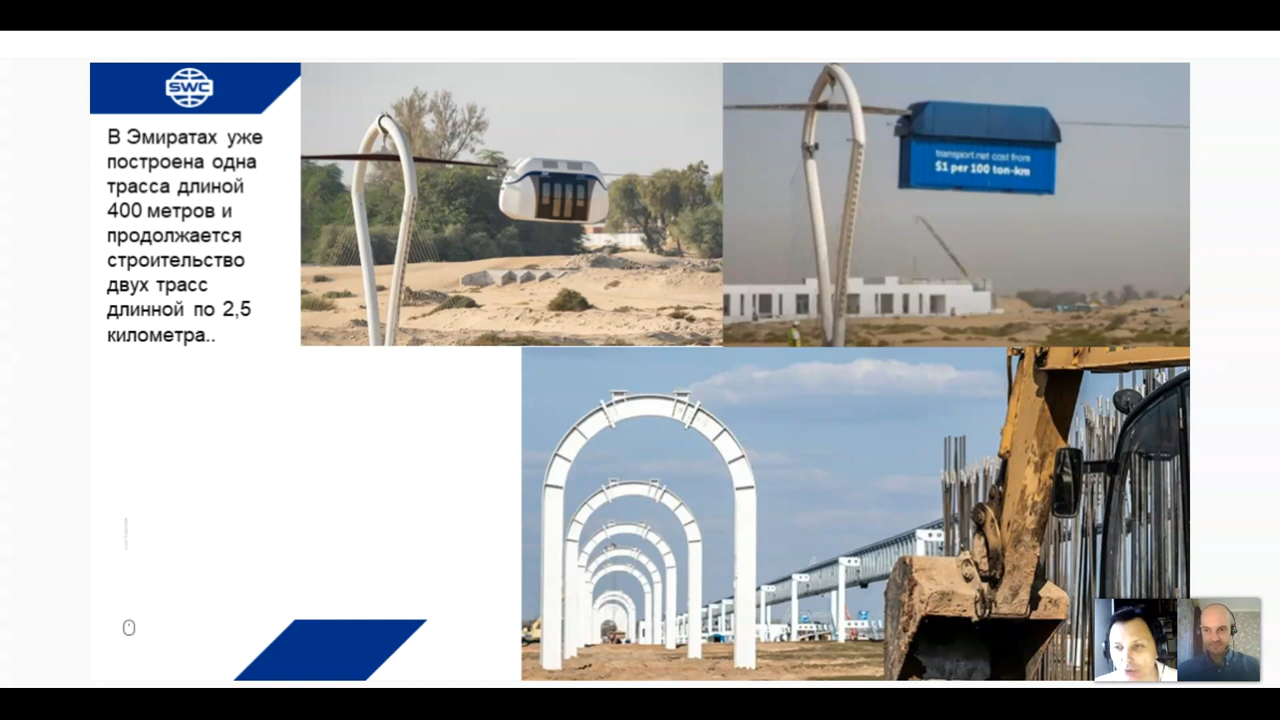 SWC
В Эмиратах уже
построена одна
трасса длиной
400 метров и
продолжается
строительство
двух трасс
длинной по 2,5
километра..
transport net cost from
$1 per 100 ton-km